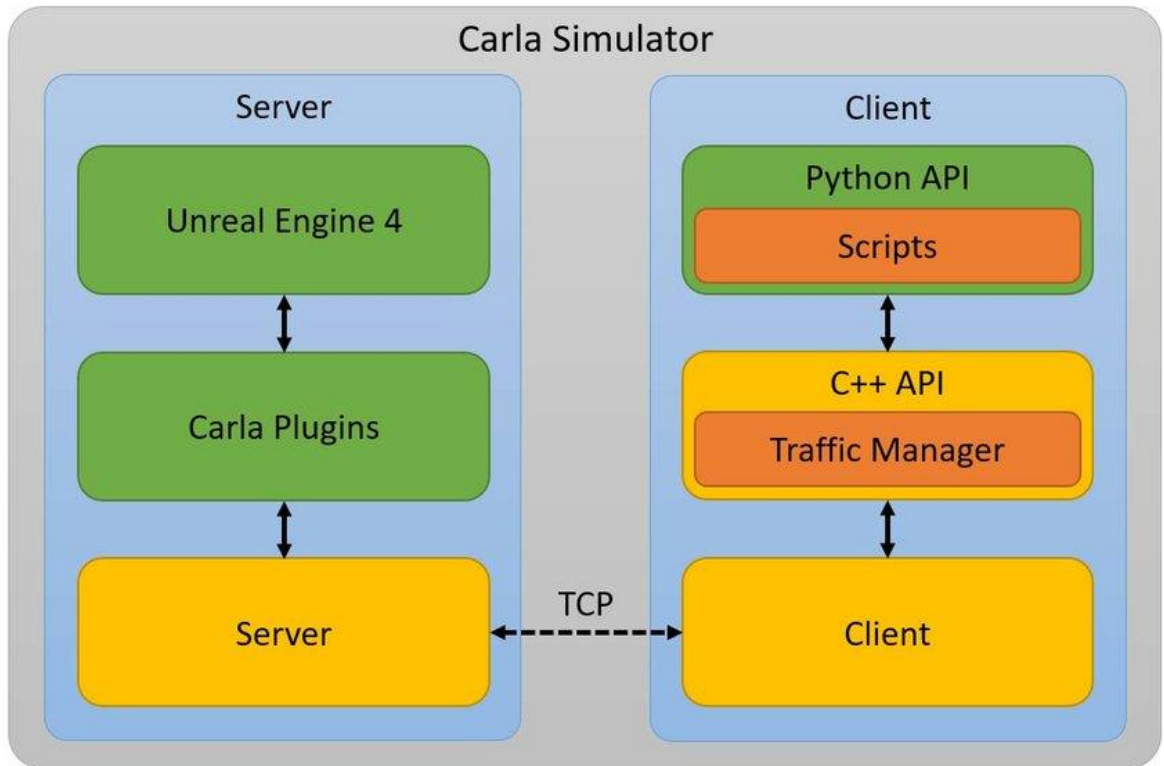 Carla Simulator
Server
Unreal Engine 4
Carla Plugins
Server
TCP
Client
Python API
Scripts
C++ API
Traffic Manager
Client